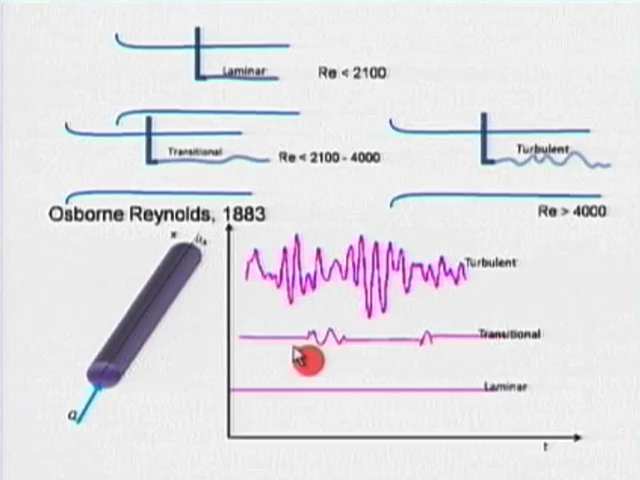 Laminar
Re < 2100
Transitional
Re < 2100 - 4000
Turbulent
Re > 4000
Osborne Reynolds, 1883
x
Turbulent
Transitional
Laminar
Q
t